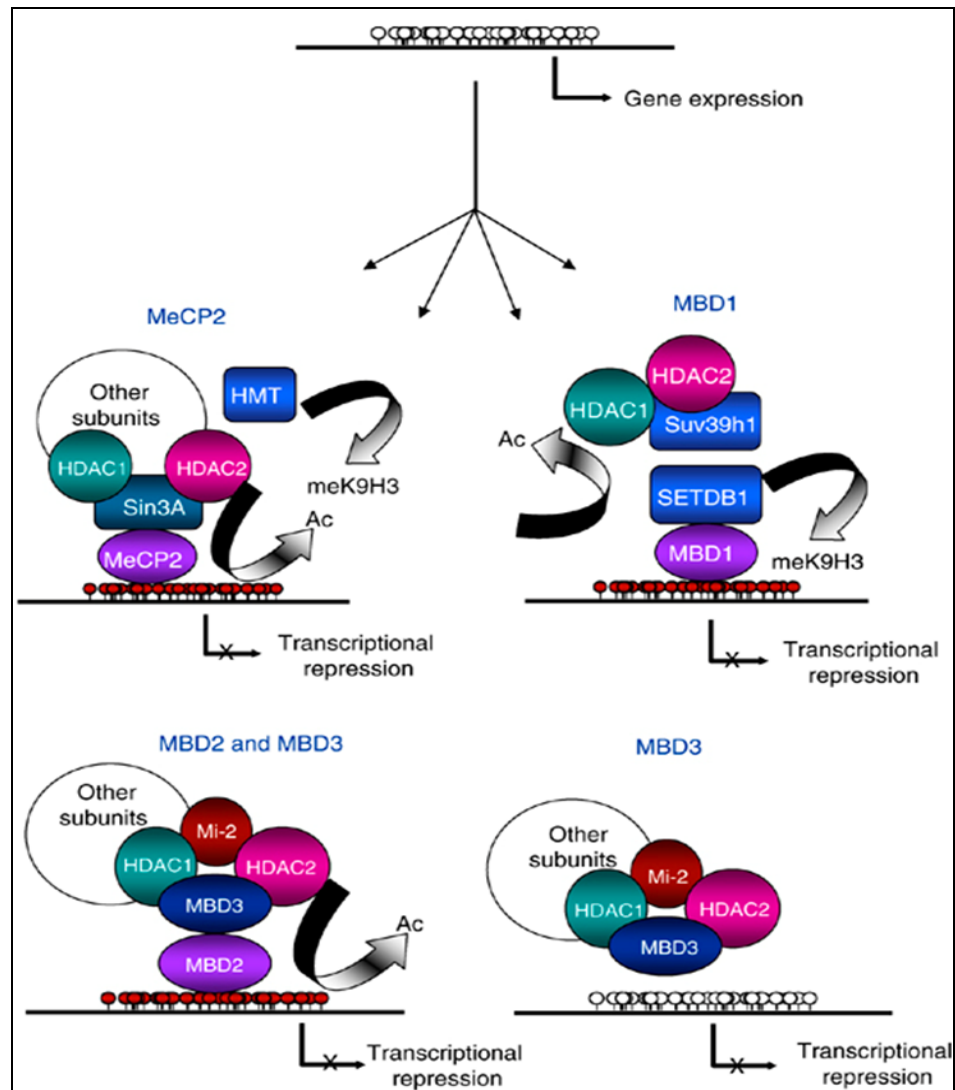 Gene expression
MeCP2
Other
subunits
HMT
HDAC1
HDAC2
meK9H3
Sin3A
Ac
MeCP2
X
Transcriptional
repression
MBD1
HDAC2
HDAC1
Suv39h1
Ac
SETDB1
MBD1
meK9H3
X
Transcriptional
repression
MBD2 and MBD3
Other
subunits
Mi-2
HDAC1
HDAC2
MBD3
Ac
MBD2
X
Transcriptional
repression
MBD3
Other
subunits
Mi-2
HDAC1
HDAC2
MBD3
X
Transcriptional
repression